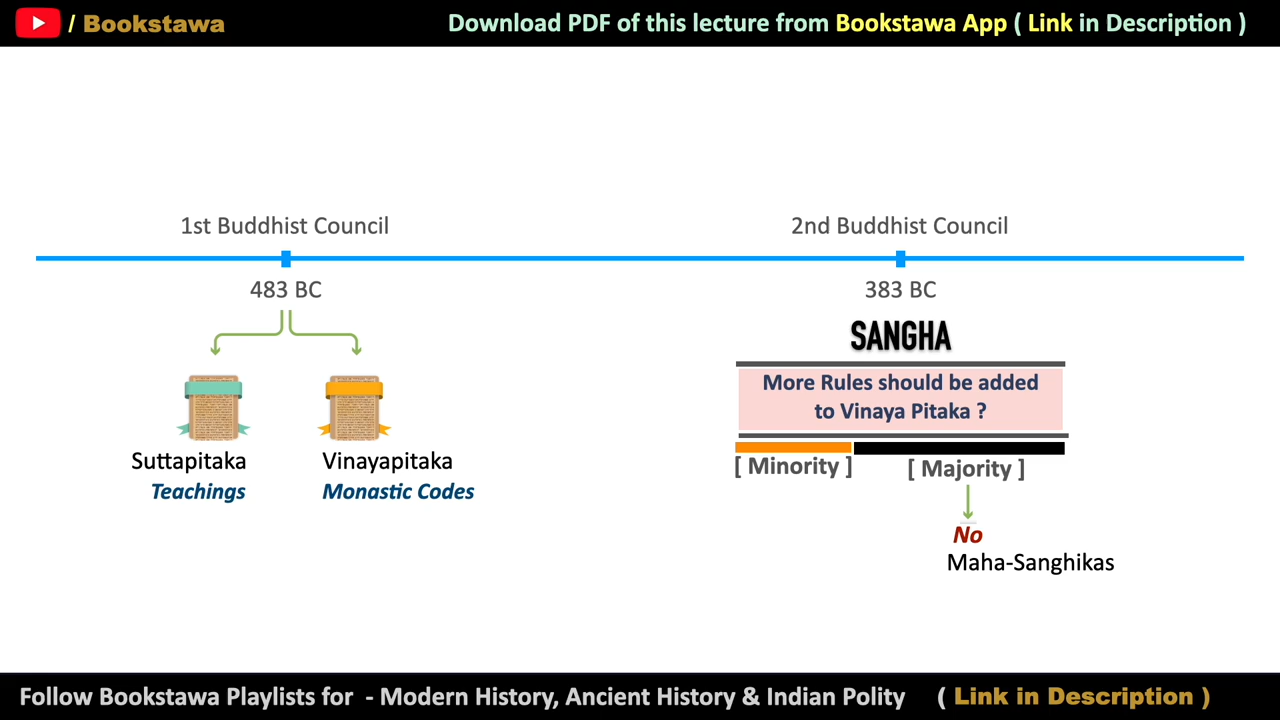 / Bookstawa
Download PDF of this lecture from Bookstawa App ( Link in Description )
1st Buddhist Council
2nd Buddhist Council
483 BC
383 BC
SANGHA
More Rules should be added
to Vinaya Pitaka ?
[ Minority ]
[ Majority ]
Suttapitaka
Teachings
Vinayapitaka
Monastic Codes
No
Maha-Sanghikas
Follow Bookstawa Playlists for - Modern History, Ancient History & Indian Polity ( Link in Description )